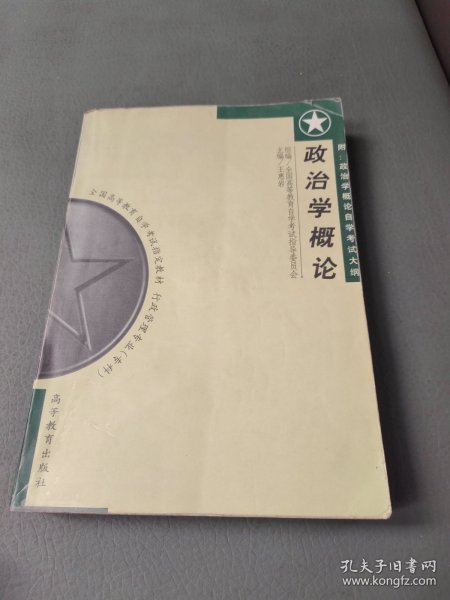 附：政治学概论自学考试大纲
政治学概论
组编/全国高等教育自学考试指导委员会
主编/王惠岩
全国高等教育自学考试指定教材 行政管理专业(专科)
高等教育出版社
孔夫子旧书网
www.kongfz.com